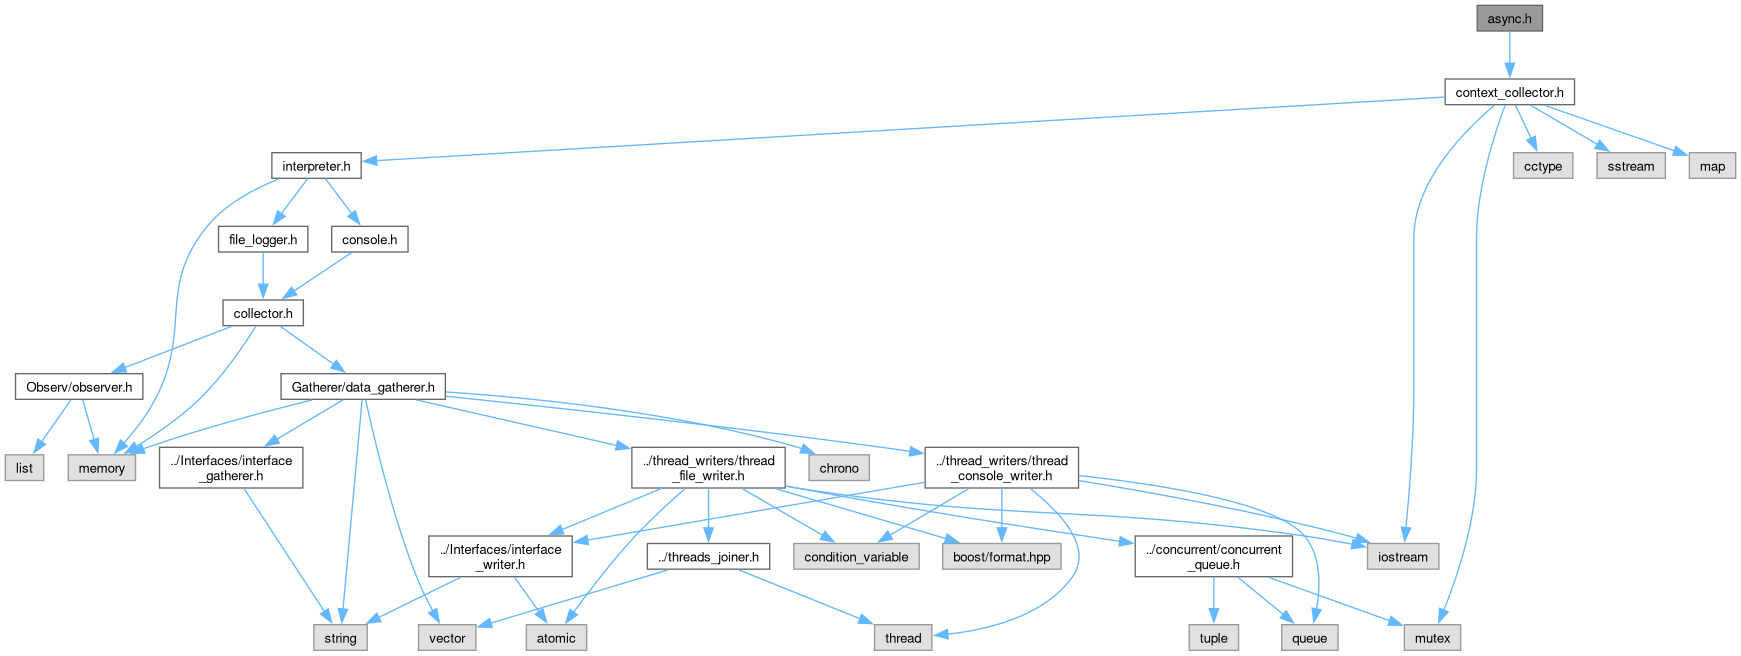 async.h
context_collector.h
interpreter.h
cctype
sstream
map
file_logger.h
console.h
collector.h
Observ/observer.h
Gatherer/data_gatherer.h
list
memory
../Interfaces/interface
_gatherer.h
../thread_writers/thread
_file_writer.h
chrono
../thread_writers/thread
_console_writer.h
../Interfaces/interface
_writer.h
../threads_joiner.h
condition_variable
boost/format.hpp
../concurrent/concurrent
_queue.h
iostream
string
vector
atomic
thread
tuple
queue
mutex